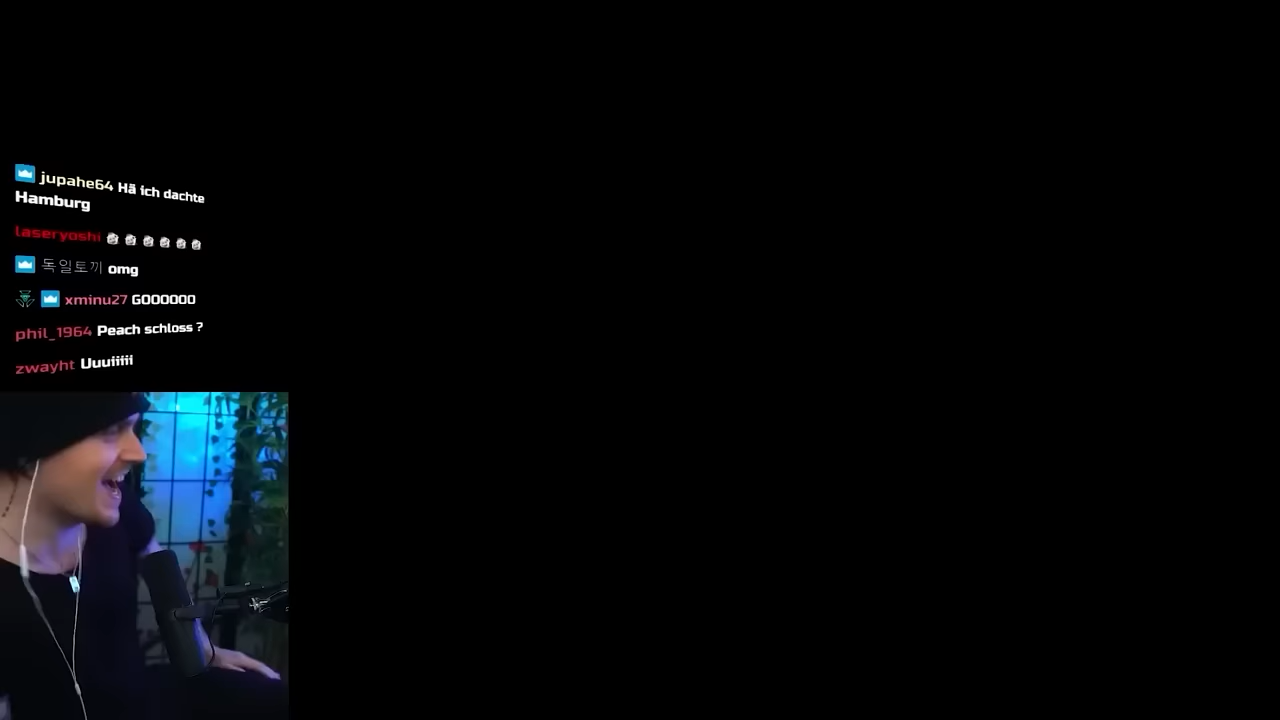 jupahe64 Hä ich dachte
Hamburg
laseryoshi
독일토끼 omg
xminu27 GOOOOOO
phil_1964 Peach schloss ?
zwayht Uuuiiiii